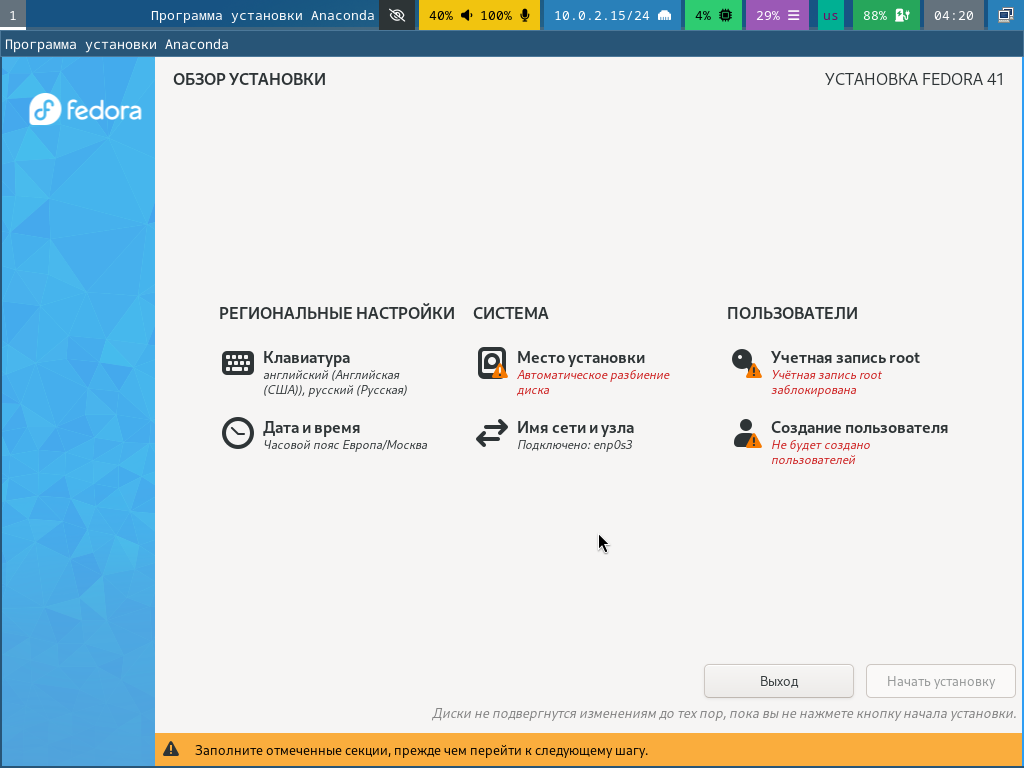 1 Программа установки Anaconda 40% 100% 10.0.2.15/24 4% 29% us 88% 04:20
Программа установки Anaconda
fedora
ОБЗОР УСТАНОВКИ
УСТАНОВКА FEDORA 41
РЕГИОНАЛЬНЫЕ НАСТРОЙКИ
Клавиатура
английский (Английская
(США)), русский (Русская)
Дата и время
Часовой пояс Европа/Москва
СИСТЕМА
Место установки
Автоматическое разбиение
диска
Имя сети и узла
Подключено: enp0s3
ПОЛЬЗОВАТЕЛИ
Учетная запись root
Учётная запись root
заблокирована
Создание пользователя
Не будет создано
пользователей
Выход
Начать установку
Диски не подвергнутся изменениям до тех пор, пока вы не нажмете кнопку начала установки.
Заполните отмеченные секции, прежде чем перейти к следующему шагу.